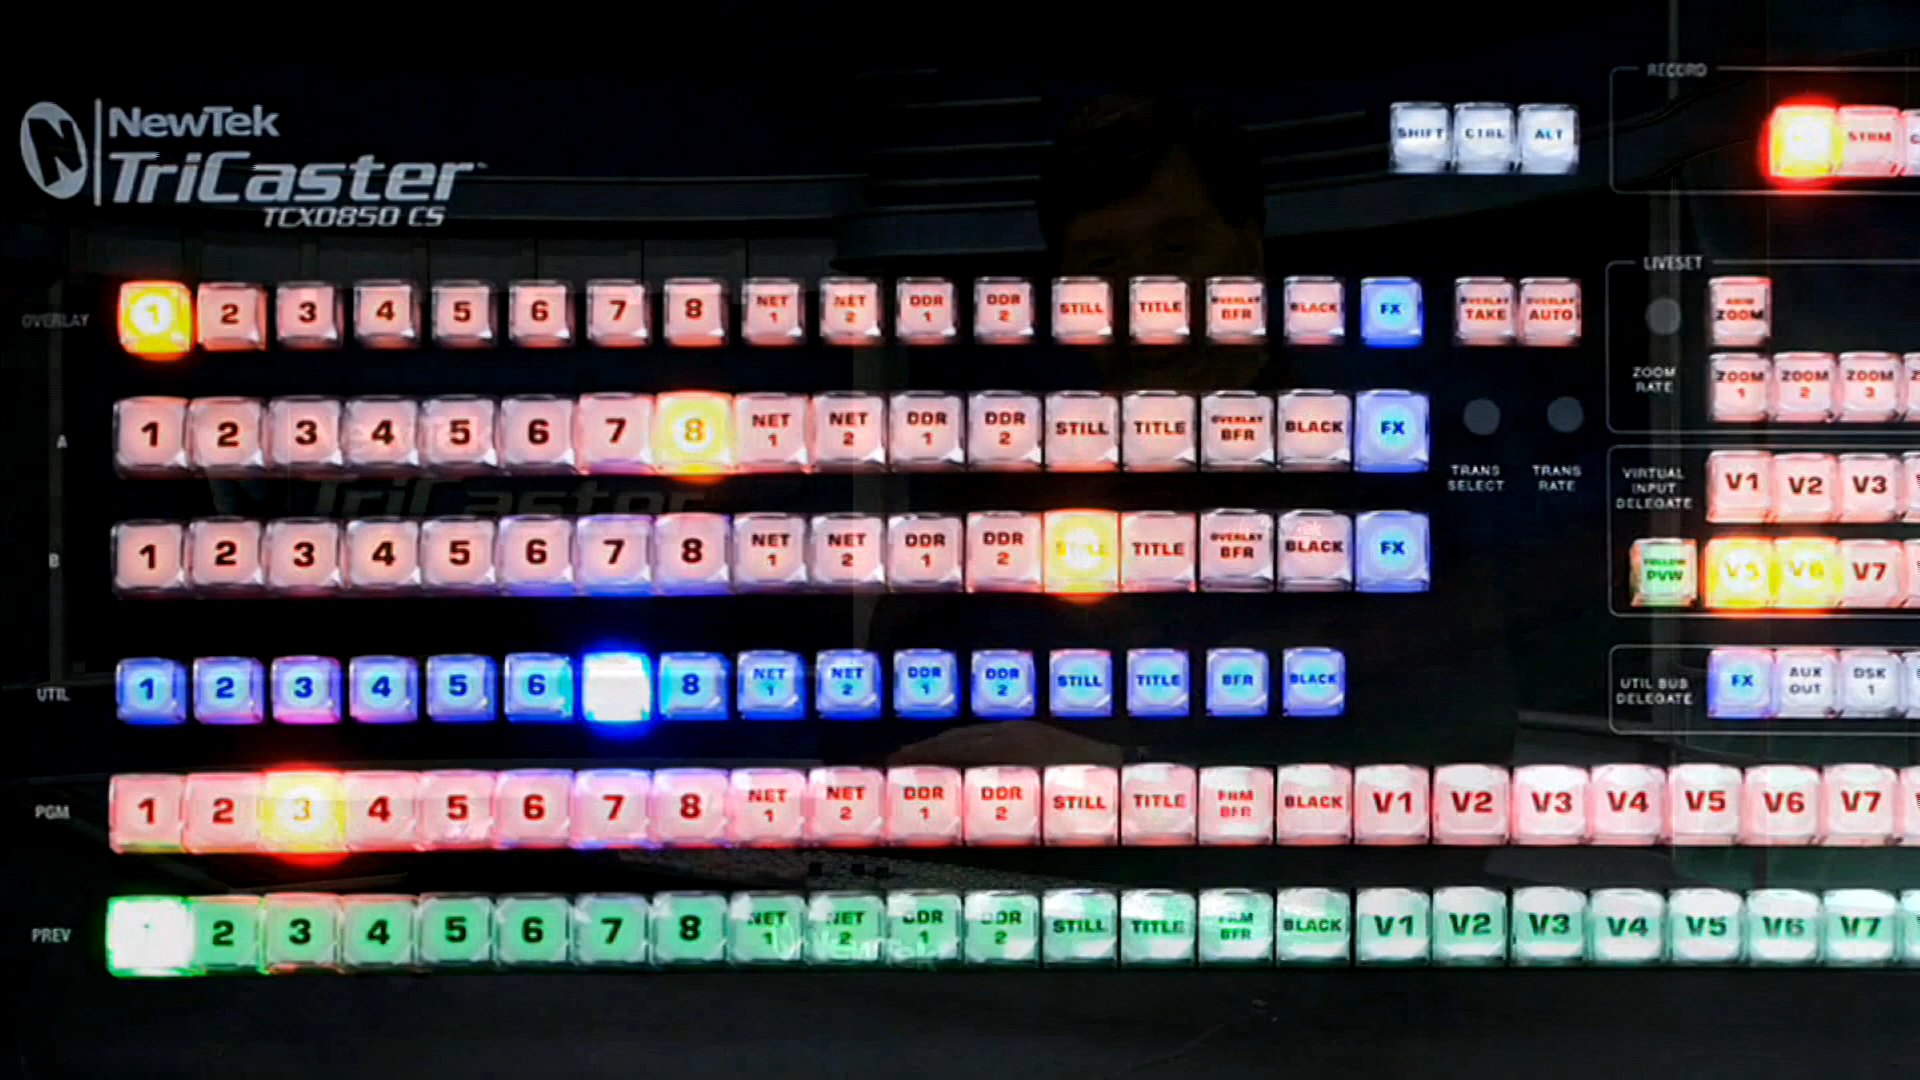 RECORD
NewTek
TriCaster
TCXD850 CS
SHIFT CTRL ALT
STRM
LIVESET
OVERLAY 1 2 3 4 5 6 7 8 NET 1 NET 2 DDR 1 DDR 2 STILL TITLE OVERLAY BFR BLACK FX OVERLAY TAKE OVERLAY AUTO
ZOOM
ZOOM RATE ZOOM 1 ZOOM 2 ZOOM 3
A 1 2 3 4 5 6 7 8 NET 1 NET 2 DDR 1 DDR 2 STILL TITLE OVERLAY BFR BLACK FX
TRANS SELECT TRANS RATE
VIRTUAL INPUT DELEGATE V1 V2 V3
TriCaster
B 1 2 3 4 5 6 7 8 NET 1 NET 2 DDR 1 DDR 2 STILL TITLE OVERLAY BFR BLACK FX
FOLLOW PVW V5 V6 V7
UTIL 1 2 3 4 5 6 8 NET 1 NET 2 DDR 1 DDR 2 STILL TITLE BFR BLACK
UTIL BUS DELEGATE FX AUX OUT DSK 1
PGM 1 2 3 4 5 6 7 8 NET 1 NET 2 DDR 1 DDR 2 STILL TITLE FRM BFR BLACK V1 V2 V3 V4 V5 V6 V7
PREV 1 2 3 4 5 6 7 8 NET 1 NET 2 DDR 1 DDR 2 STILL TITLE FRM BFR BLACK V1 V2 V3 V4 V5 V6 V7
NewTek